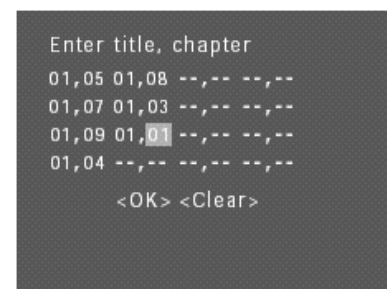 Enter title, chapter
01,05 01,08 --,-- --,--
01,07 01,03 --,-- --,--
01,09 01,01 --,-- --,--
01,04 --,-- --,-- --,--
<OK> <Clear>